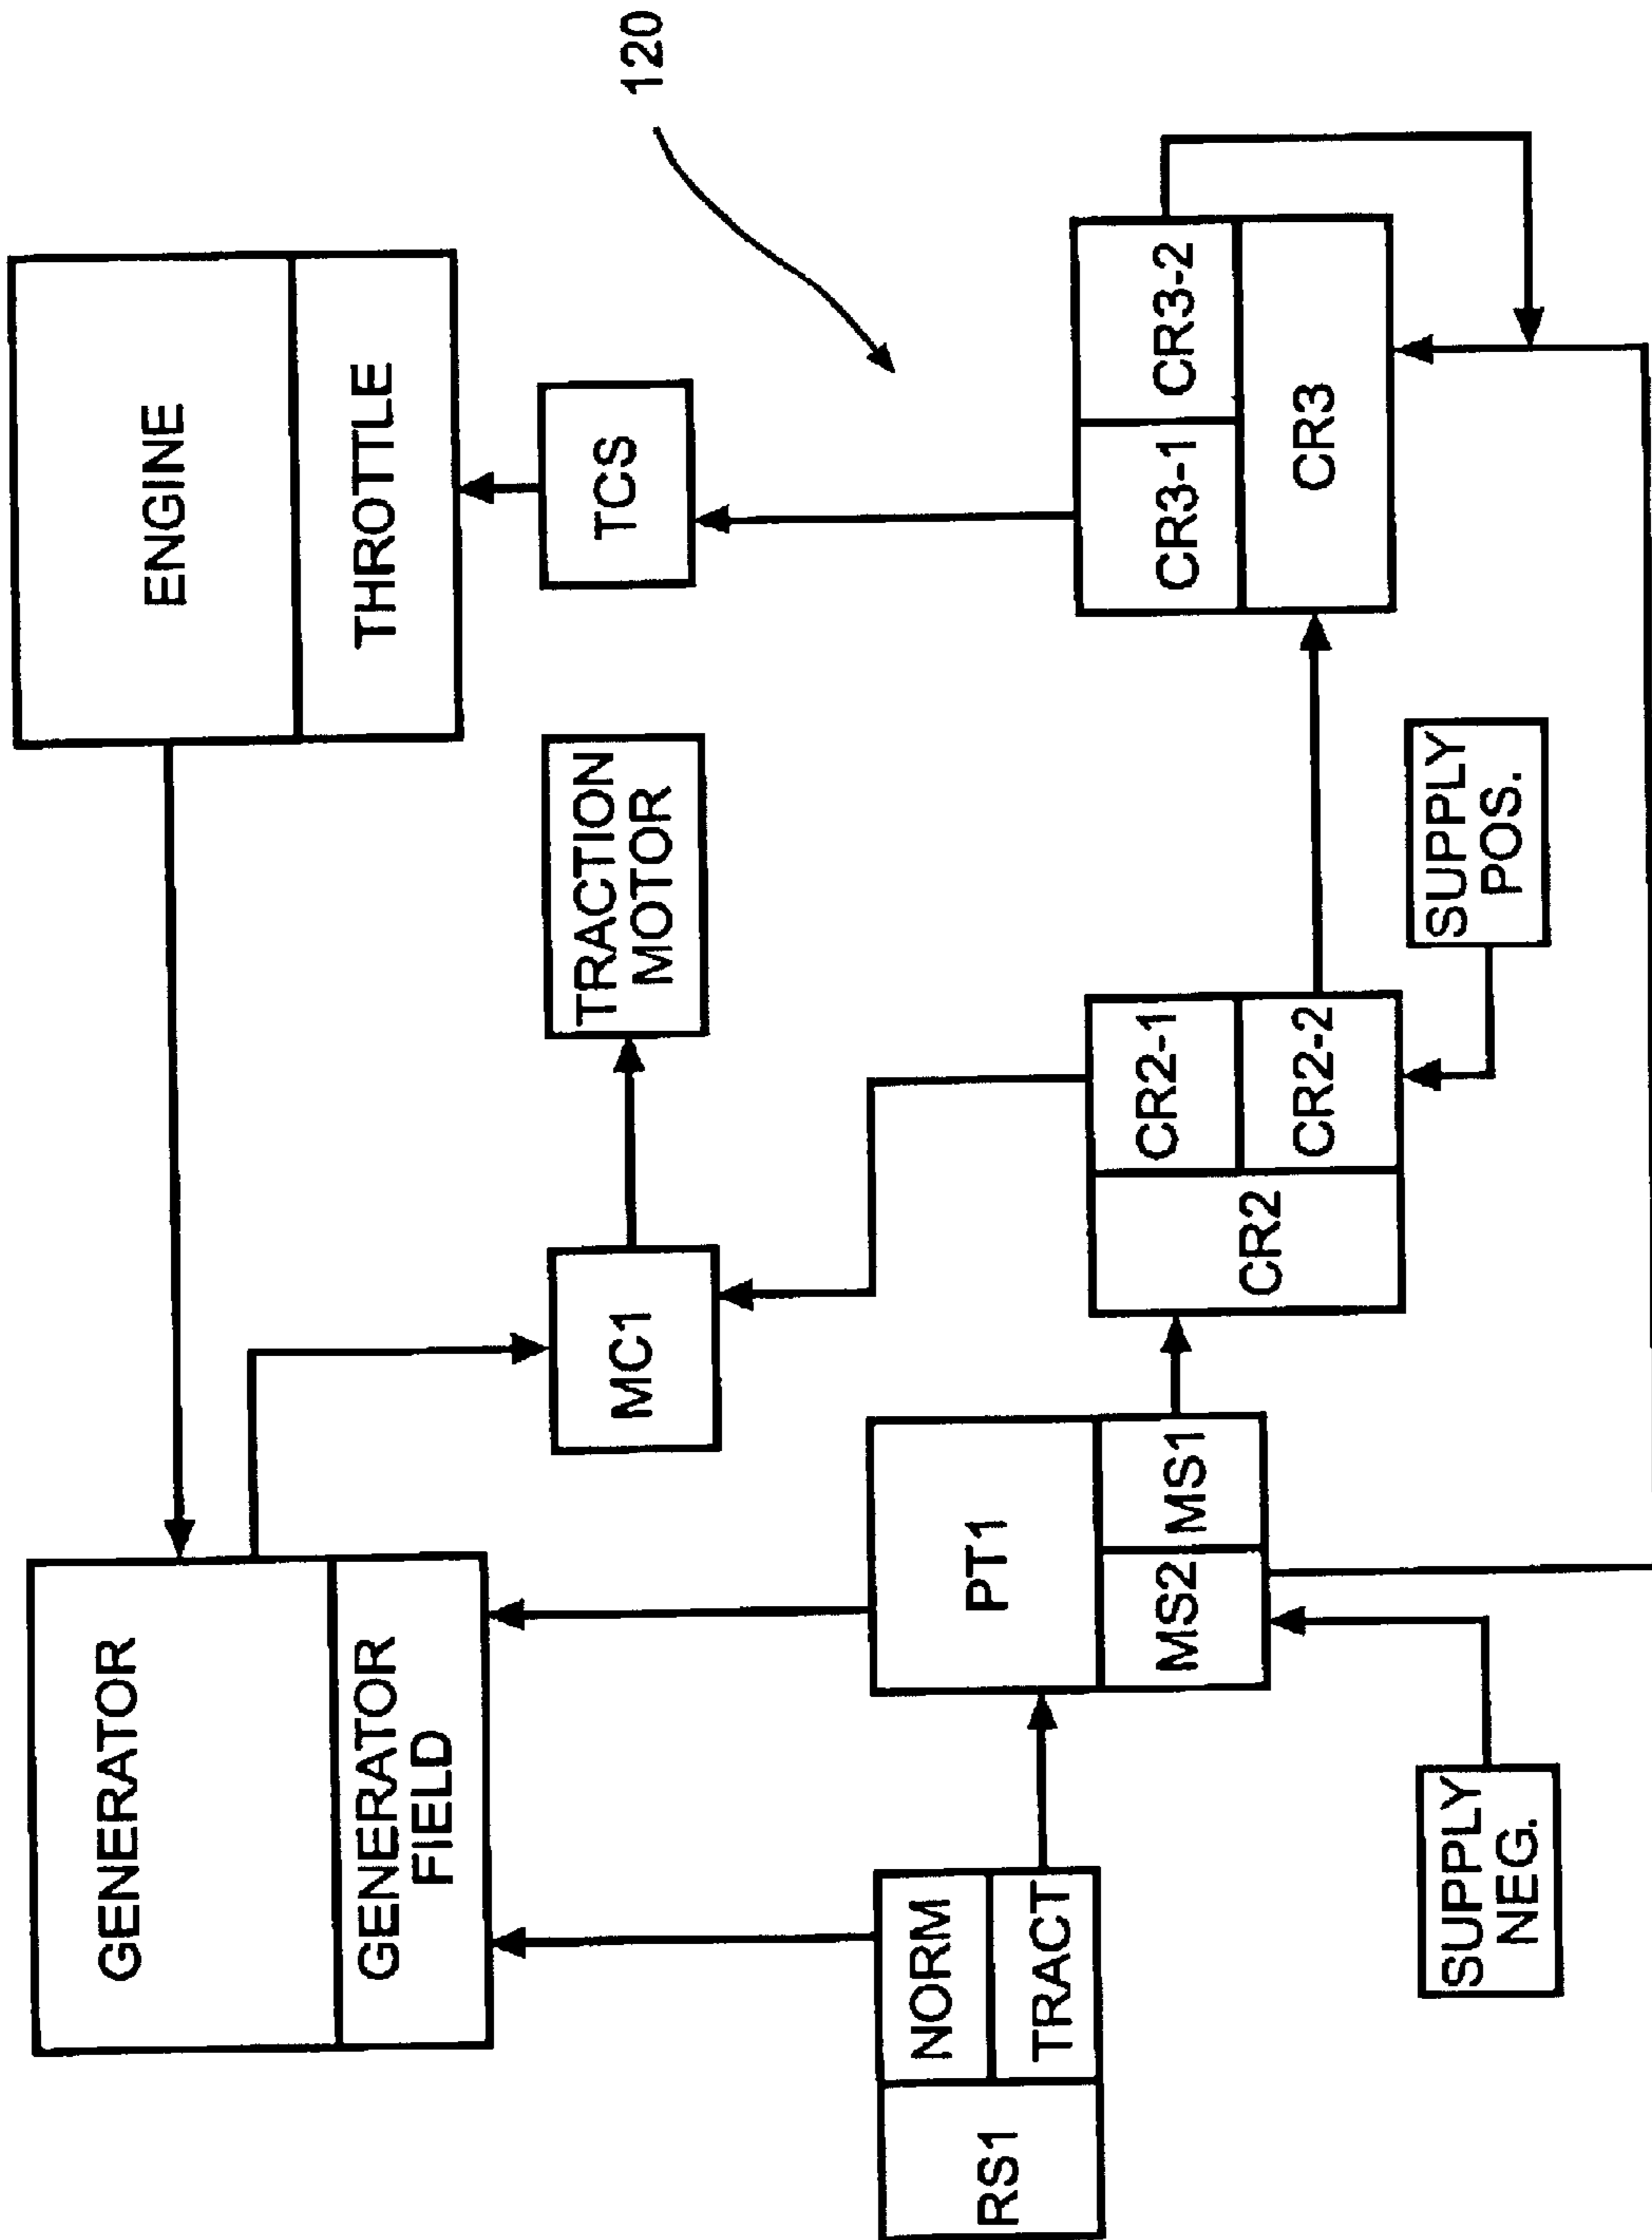 GENERATOR
GENERATOR
FIELD
ENGINE
THROTTLE
120
MC1
TRACTION
MOTOR
TCS
RS1
NORM
TRACT
PT1
MS2
MS1
CR2
CR2-1
CR2-2
CR3-1
CR3-2
CR3
SUPPLY
NEG.
SUPPLY
POS.